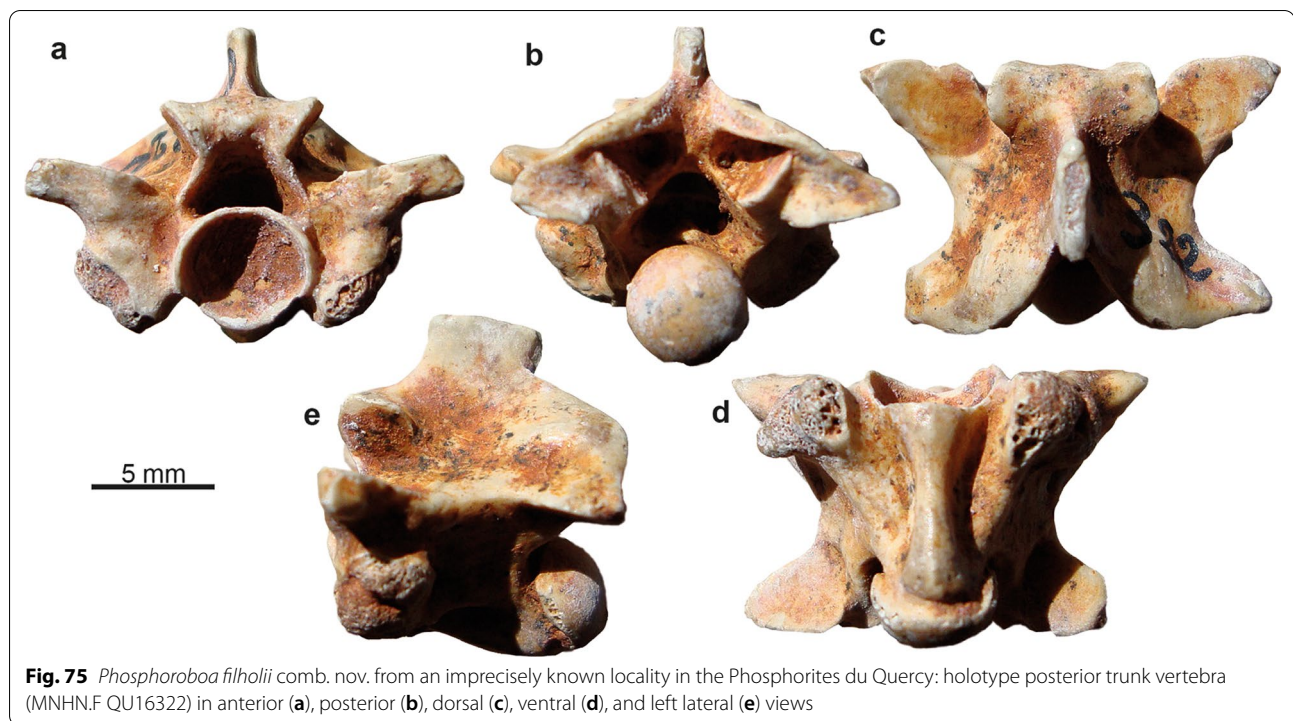 a
b
c
e
d
5 mm
Fig. 75 Phosphoroboa filholii comb. nov. from an imprecisely known locality in the Phosphorites du Quercy: holotype posterior trunk vertebra
(MNHN.F QU16322) in anterior (a), posterior (b), dorsal (c), ventral (d), and left lateral (e) views